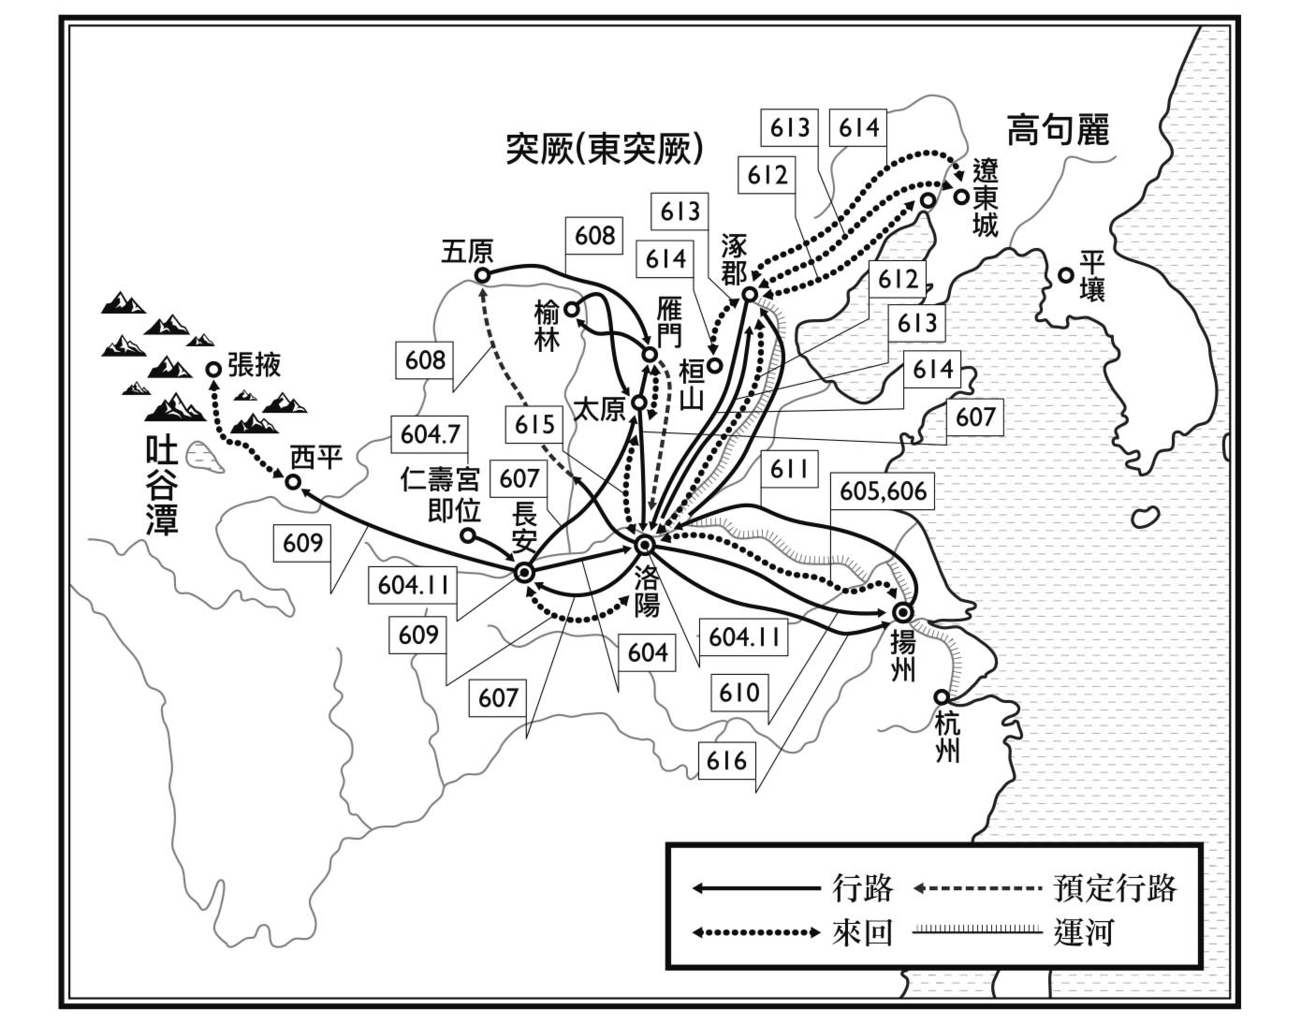 613
614
高句麗
突厥(東突厥)
612
遼東城
613
608
涿郡
五原
614
612
平壤
榆林
雁門
613
張掖
608
桓山
614
太原
607
604.7
615
吐谷潭
西平
仁壽宮
即位
607
611
605,606
長安
609
洛陽
604.11
609
604
604.11
揚州
607
610
杭州
616
行路
預定行路
來回
運河